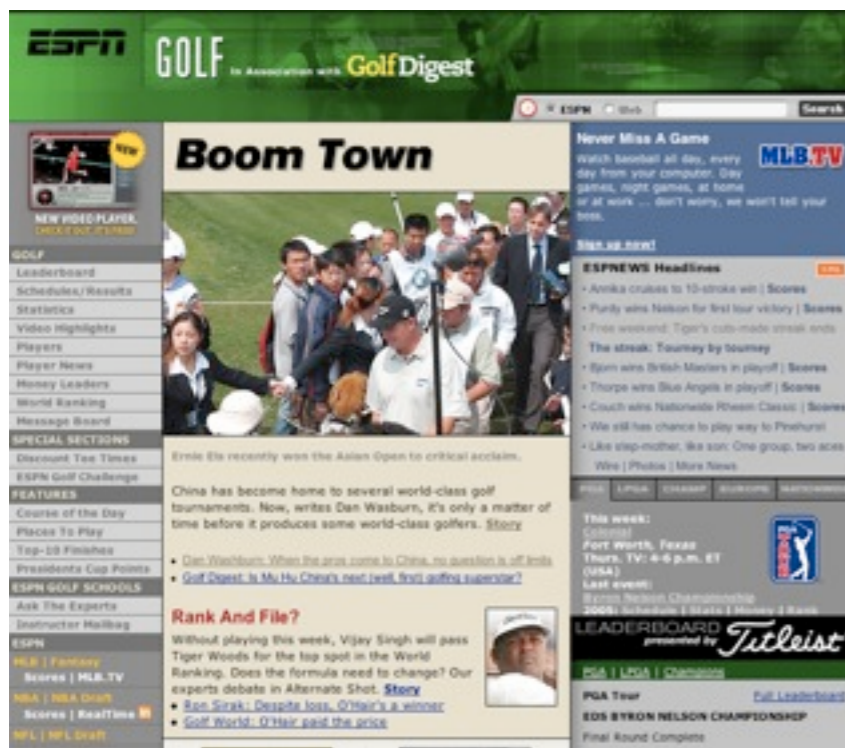 ESPN
GOLF In Association with Golf Digest
ESPN Web Search
NEW
NEW VIDEO PLAYER.
CHECK IT OUT, IT'S FREE!
GOLF
Leaderboard
Schedules/Results
Statistics
Video Highlights
Players
Player News
Money Leaders
World Ranking
Message Board
SPECIAL SECTIONS
Discount Tee Times
ESPN Golf Challenge
FEATURES
Course of the Day
Places To Play
Top-10 Finishes
Presidents Cup Points
ESPN GOLF SCHOOLS
Ask The Experts
Instructor Mailbag
ESPN
MLB | Fantasy
Scores | MLB.TV
NBA | NBA Draft
Scores | RealTime
NFL | NFL Draft
Boom Town
Ernie Els recently won the Asian Open to critical acclaim.
China has become home to several world-class golf
tournaments. Now, writes Dan Wasburn, it's only a matter of
time before it produces some world-class golfers. Story
• Dan Washburn: When the pros come to China, no question is off limits
• Golf Digest: Is Mu Hu China's next (well, first) golfing superstar?
Rank And File?
Without playing this week, Vijay Singh will pass
Tiger Woods for the top spot in the World
Ranking. Does the formula need to change? Our
experts debate in Alternate Shot. Story
• Ron Sirak: Despite loss, O'Hair's a winner
• Golf World: O'Hair paid the price
Never Miss A Game
MLB.TV
Watch baseball all day, every
day from your computer. Day
games, night games, at home
or at work ... don't worry, we won't tell your
boss.
Sign up now!
ESPNEWS Headlines
• Annika cruises to 10-stroke win | Scores
• Purdy wins Nelson for first tour victory | Scores
• Free weekend: Tiger's cuts-made streak ends
The streak: Tourney by tourney
• Bjorn wins British Masters in playoff | Scores
• Thorpe wins Blue Angels in playoff | Scores
• Couch wins Nationwide Rheem Classic | Scores
• Wie still has chance to play way to Pinehurst
• Like step-mother, like son: One group, two aces
Wire | Photos | More News
PGA LPGA CHAMP EUROPE NATIONWIDE
This week:
Colonial
Fort Worth, Texas
Thurs. TV: 4-6 p.m. ET
(USA)
Last event:
Byron Nelson Championship
2005: Schedule | Stats | Money | Rank
PGA TOUR
LEADERBOARD
presented by Titleist
PGA | LPGA | Champions
PGA Tour Full Leaderboard
EDS BYRON NELSON CHAMPIONSHIP
Final Round Complete